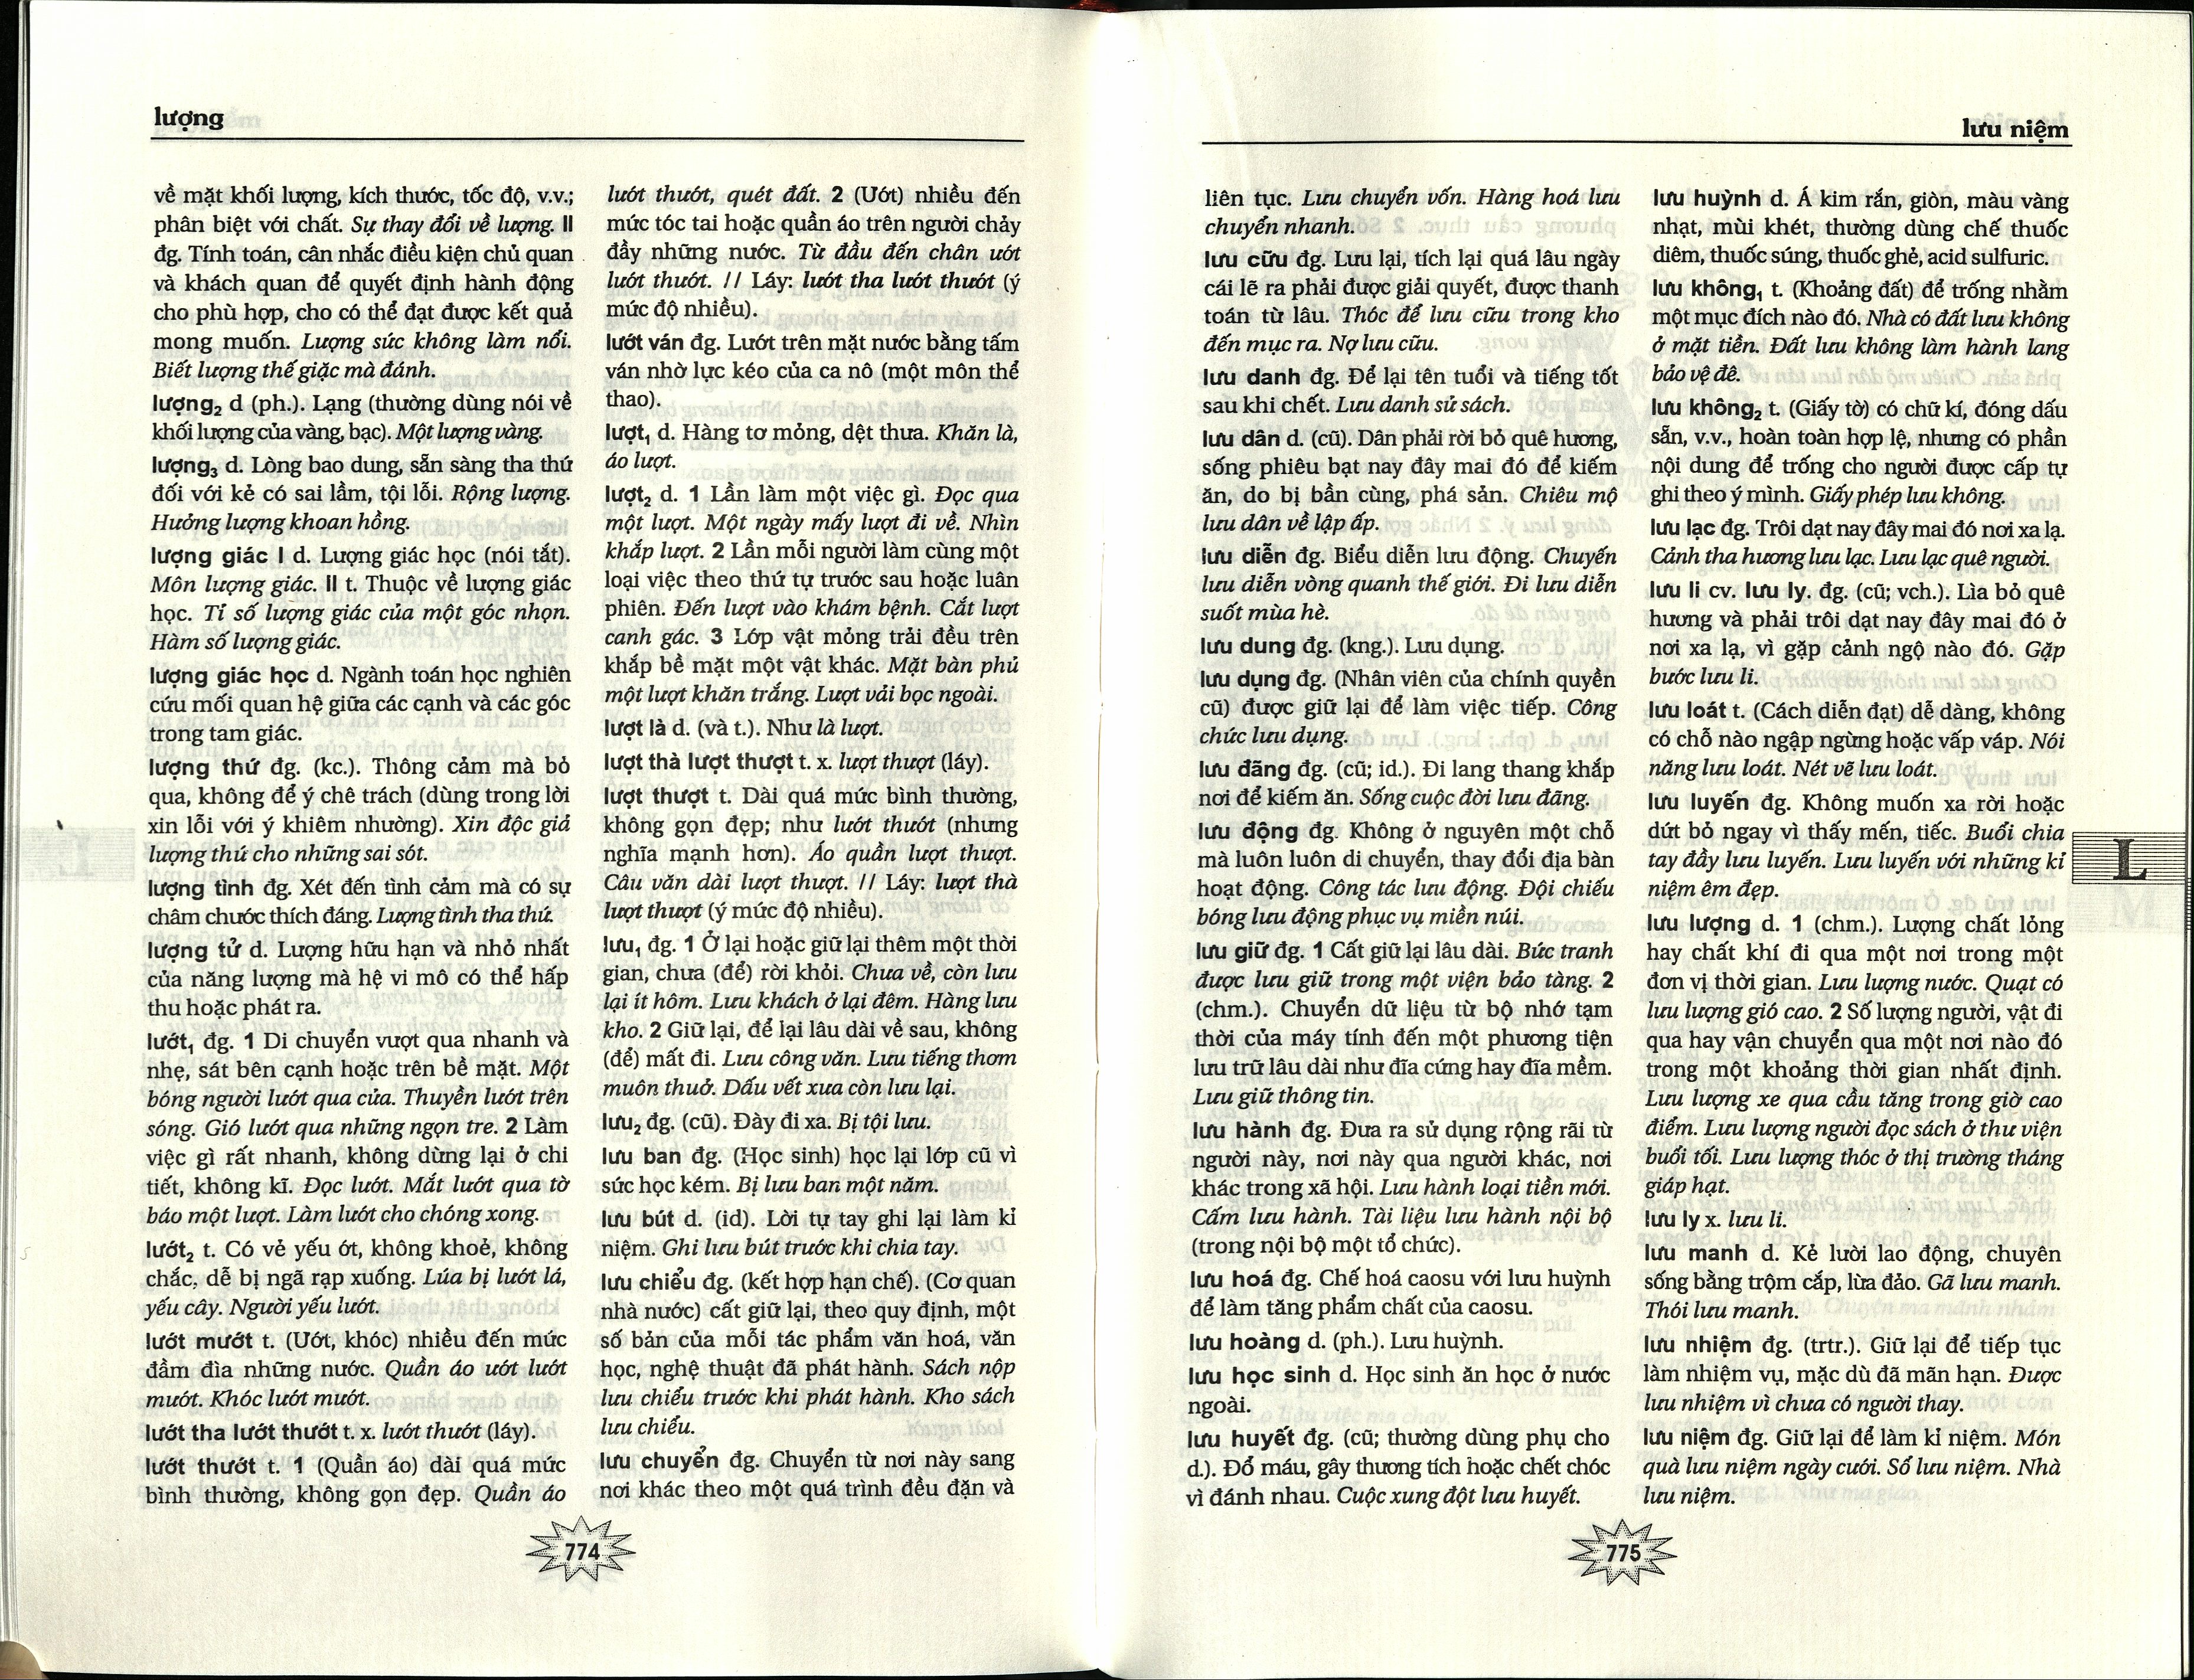 lượng
về mặt khối lượng, kích thước, tốc độ, v.v.;
phân biệt với chất. Sự thay đổi về lượng. II
đg. Tính toán, cân nhắc điều kiện chủ quan
và khách quan để quyết định hành động
cho phù hợp, cho có thể đạt được kết quả
mong muốn. Lượng sức không làm nổi.
Biết lượng thế giặc mà đánh.
lượng₂ d (ph.). Lạng (thường dùng nói về
khối lượng của vàng, bạc). Một lượng vàng.
lượng₃ d. Lòng bao dung, sẵn sàng tha thứ
đối với kẻ có sai lầm, tội lỗi. Rộng lượng.
Hưởng lượng khoan hồng.
lượng giác I d. Lượng giác học (nói tắt).
Môn lượng giác. II t. Thuộc về lượng giác
học. Tỉ số lượng giác của một góc nhọn.
Hàm số lượng giác.
lượng giác học d. Ngành toán học nghiên
cứu mối quan hệ giữa các cạnh và các góc
trong tam giác.
lượng thứ đg. (kc.). Thông cảm mà bỏ
qua, không để ý chê trách (dùng trong lời
xin lỗi với ý khiêm nhường). Xin độc giả
lượng thứ cho những sai sót.
lượng tình đg. Xét đến tình cảm mà có sự
châm chước thích đáng. Lượng tình tha thứ.
lượng tử d. Lượng hữu hạn và nhỏ nhất
của năng lượng mà hệ vi mô có thể hấp
thu hoặc phát ra.
lướt₁ đg. 1 Di chuyển vượt qua nhanh và
nhẹ, sát bên cạnh hoặc trên bề mặt. Một
bóng người lướt qua cửa. Thuyền lướt trên
sóng. Gió lướt qua những ngọn tre. 2 Làm
việc gì rất nhanh, không dừng lại ở chi
tiết, không kĩ. Đọc lướt. Mắt lướt qua tờ
báo một lượt. Làm lướt cho chóng xong.
lướt₂ t. Có vẻ yếu ớt, không khoẻ, không
chắc, dễ bị ngã rạp xuống. Lúa bị lướt lá,
yếu cây. Người yếu lướt.
lướt mướt t. (Ướt, khóc) nhiều đến mức
đầm đìa những nước. Quần áo ướt lướt
mướt. Khóc lướt mướt.
lướt tha lướt thướt t. x. lướt thướt (láy).
lướt thướt t. 1 (Quần áo) dài quá mức
bình thường, không gọn đẹp. Quần áo
lướt thướt, quét đất. 2 (Ướt) nhiều đến
mức tóc tai hoặc quần áo trên người chảy
đầy những nước. Từ đầu đến chân ướt
lướt thướt. // Láy: lướt tha lướt thướt (ý
mức độ nhiều).
lướt ván đg. Lướt trên mặt nước bằng tấm
ván nhờ lực kéo của ca nô (một môn thể
thao).
lượt₁ d. Hàng tơ mỏng, dệt thưa. Khăn là,
áo lượt.
lượt₂ d. 1 Lần làm một việc gì. Đọc qua
một lượt. Một ngày mấy lượt đi về. Nhìn
khắp lượt. 2 Lần mỗi người làm cùng một
loại việc theo thứ tự trước sau hoặc luân
phiên. Đến lượt vào khám bệnh. Cắt lượt
canh gác. 3 Lớp vật mỏng trải đều trên
khắp bề mặt một vật khác. Mặt bàn phủ
một lượt khăn trắng. Lượt vải bọc ngoài.
lượt là d. (và t.). Như là lượt.
lượt thà lượt thượt t. x. lượt thượt (láy).
lượt thượt t. Dài quá mức bình thường,
không gọn đẹp; như lướt thướt (nhưng
nghĩa mạnh hơn). Áo quần lượt thượt.
Câu văn dài lượt thượt. // Láy: lượt thà
lượt thượt (ý mức độ nhiều).
lưu₁ đg. 1 Ở lại hoặc giữ lại thêm một thời
gian, chưa (để) rời khỏi. Chưa về, còn lưu
lại ít hôm. Lưu khách ở lại đêm. Hàng lưu
kho. 2 Giữ lại, để lại lâu dài về sau, không
(để) mất đi. Lưu công văn. Lưu tiếng thơm
muôn thuở. Dấu vết xưa còn lưu lại.
lưu₂ đg. (cũ). Đày đi xa. Bị tội lưu.
lưu ban đg. (Học sinh) học lại lớp cũ vì
sức học kém. Bị lưu ban một năm.
lưu bút d. (id). Lời tự tay ghi lại làm kỉ
niệm. Ghi lưu bút trước khi chia tay.
lưu chiểu đg. (kết hợp hạn chế). (Cơ quan
nhà nước) cất giữ lại, theo quy định, một
số bản của mỗi tác phẩm văn hoá, văn
học, nghệ thuật đã phát hành. Sách nộp
lưu chiểu trước khi phát hành. Kho sách
lưu chiểu.
lưu chuyển đg. Chuyển từ nơi này sang
nơi khác theo một quá trình đều đặn và
774
lưu niệm
liên tục. Lưu chuyển vốn. Hàng hoá lưu
chuyển nhanh.
lưu cữu đg. Lưu lại, tích lại quá lâu ngày
cái lẽ ra phải được giải quyết, được thanh
toán từ lâu. Thóc để lưu cữu trong kho
đến mục ra. Nợ lưu cữu.
lưu danh đg. Để lại tên tuổi và tiếng tốt
sau khi chết. Lưu danh sử sách.
lưu dân d. (cũ). Dân phải rời bỏ quê hương,
sống phiêu bạt nay đây mai đó để kiếm
ăn, do bị bần cùng, phá sản. Chiêu mộ
lưu dân về lập ấp.
lưu diễn đg. Biểu diễn lưu động. Chuyến
lưu diễn vòng quanh thế giới. Đi lưu diễn
suốt mùa hè.
lưu dung đg. (kng.). Lưu dụng.
lưu dụng đg. (Nhân viên của chính quyền
cũ) được giữ lại để làm việc tiếp. Công
chức lưu dụng.
lưu đãng đg. (cũ; id.). Đi lang thang khắp
nơi để kiếm ăn. Sống cuộc đời lưu đãng.
lưu động đg. Không ở nguyên một chỗ
mà luôn luôn di chuyển, thay đổi địa bàn
hoạt động. Công tác lưu động. Đội chiếu
bóng lưu động phục vụ miền núi.
lưu giữ đg. 1 Cất giữ lại lâu dài. Bức tranh
được lưu giữ trong một viện bảo tàng. 2
(chm.). Chuyển dữ liệu từ bộ nhớ tạm
thời của máy tính đến một phương tiện
lưu trữ lâu dài như đĩa cứng hay đĩa mềm.
Lưu giữ thông tin.
lưu hành đg. Đưa ra sử dụng rộng rãi từ
người này, nơi này qua người khác, nơi
khác trong xã hội. Lưu hành loại tiền mới.
Cấm lưu hành. Tài liệu lưu hành nội bộ
(trong nội bộ một tổ chức).
lưu hoá đg. Chế hoá caosu với lưu huỳnh
để làm tăng phẩm chất của caosu.
lưu hoàng d. (ph.). Lưu huỳnh.
lưu học sinh d. Học sinh ăn học ở nước
ngoài.
lưu huyết đg. (cũ; thường dùng phụ cho
d.). Đổ máu, gây thương tích hoặc chết chóc
vì đánh nhau. Cuộc xung đột lưu huyết.
lưu huỳnh d. Á kim rắn, giòn, màu vàng
nhạt, mùi khét, thường dùng chế thuốc
diêm, thuốc súng, thuốc ghẻ, acid sulfuric.
lưu không₁ t. (Khoảng đất) để trống nhằm
một mục đích nào đó. Nhà có đất lưu không
ở mặt tiền. Đất lưu không làm hành lang
bảo vệ đê.
lưu không₂ t. (Giấy tờ) có chữ kí, đóng dấu
sẵn, v.v., hoàn toàn hợp lệ, nhưng có phần
nội dung để trống cho người được cấp tự
ghi theo ý mình. Giấy phép lưu không.
lưu lạc đg. Trôi dạt nay đây mai đó nơi xa lạ.
Cảnh tha hương lưu lạc. Lưu lạc quê người.
lưu li cv. lưu ly. đg. (cũ; vch.). Lìa bỏ quê
hương và phải trôi dạt nay đây mai đó ở
nơi xa lạ, vì gặp cảnh ngộ nào đó. Gặp
bước lưu li.
lưu loát t. (Cách diễn đạt) dễ dàng, không
có chỗ nào ngập ngừng hoặc vấp váp. Nói
năng lưu loát. Nét vẽ lưu loát.
lưu luyến đg. Không muốn xa rời hoặc
dứt bỏ ngay vì thấy mến, tiếc. Buổi chia
tay đầy lưu luyến. Lưu luyến với những kỉ
niệm êm đẹp.
lưu lượng d. 1 (chm.). Lượng chất lỏng
hay chất khí đi qua một nơi trong một
đơn vị thời gian. Lưu lượng nước. Quạt có
lưu lượng gió cao. 2 Số lượng người, vật đi
qua hay vận chuyển qua một nơi nào đó
trong một khoảng thời gian nhất định.
Lưu lượng xe qua cầu tăng trong giờ cao
điểm. Lưu lượng người đọc sách ở thư viện
buổi tối. Lưu lượng thóc ở thị trường tháng
giáp hạt.
lưu ly x. lưu li.
lưu manh d. Kẻ lười lao động, chuyên
sống bằng trộm cắp, lừa đảo. Gã lưu manh.
Thói lưu manh.
lưu nhiệm đg. (trtr.). Giữ lại để tiếp tục
làm nhiệm vụ, mặc dù đã mãn hạn. Được
lưu nhiệm vì chưa có người thay.
lưu niệm đg. Giữ lại để làm kỉ niệm. Món
quà lưu niệm ngày cưới. Sổ lưu niệm. Nhà
lưu niệm.
L
775